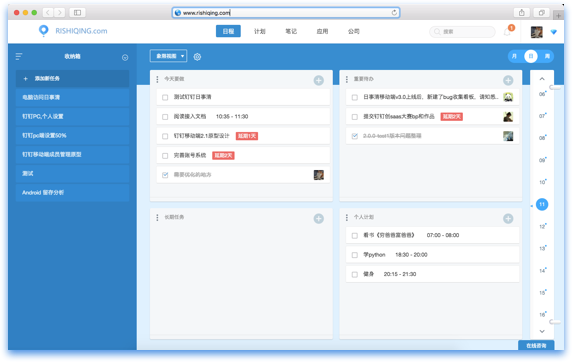 www.rishiqing.com
RISHIQING.com
日程
计划
笔记
应用
公司
搜索
收纳箱
+ 添加新任务
电脑访问日事清
钉钉PC,个人设置
钉钉pc端设置50%
钉钉移动端成员管理原型
测试
Android 留存分析
象限视图
月
日
周
今天要做
测试钉钉日事清
阅读接入文档 10:35 - 11:30
钉钉移动端2.1原型设计 延期1天
完善账号系统 延期2天
重要待办
日事清移动端v3.0上线后，新建了bug收集看板，请知悉...
提交钉钉的saas大赛bp和作品 延期2天
2.0.0-test1版本问题整理
长期任务
个人计划
看书《穷爸爸富爸爸》 07:00 - 08:00
学python 18:30 - 20:00
健身 20:15 - 21:30
06
07
08
09
10
11
12
13
14
15
16
在线咨询